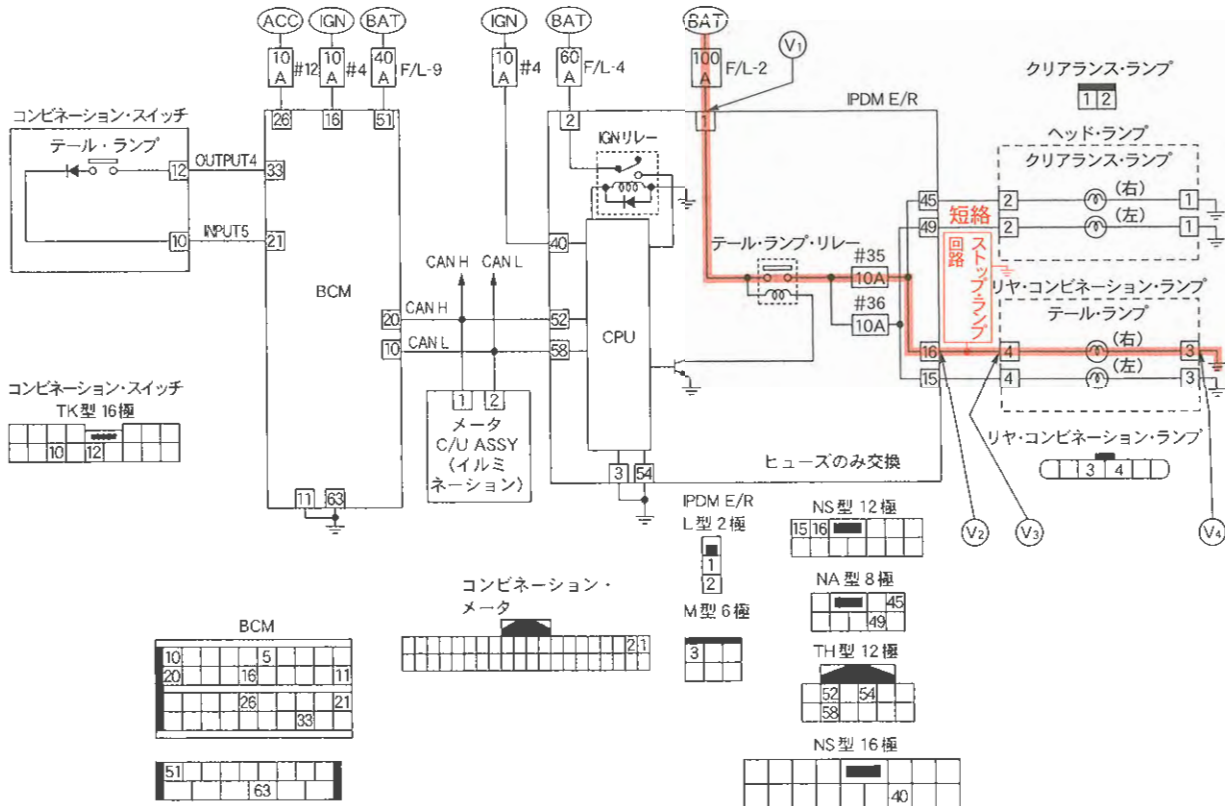 ACC
IGN
BAT
IGN
BAT
BAT
V1
10 A
#12
10 A
#4
40 A
F/L-9
10 A
#4
60 A
F/L-4
100 A
F/L-2
クリアランス・ランプ
1 2
コンビネーション・スイッチ
テール・ランプ
12
OUTPUT4
33
10
INPUT5
21
26
16
51
BCM
20
CAN H
10
CAN L
11
63
CAN H
CAN L
1
2
メータ
C/U ASSY
(イルミ
ネーション)
2
1
IPDM E/R
IGNリレー
40
52
58
CPU
3
54
テール・ランプ・リレー
#35
10A
#36
10A
45
49
16
15
ヒューズのみ交換
短絡
ストップ・ランプ
回路
ヘッド・ランプ
クリアランス・ランプ
2
(右)
1
2
(左)
1
リヤ・コンビネーション・ランプ
テール・ランプ
4
(右)
3
4
(左)
3
リヤ・コンビネーション・ランプ
3 4
V2
V3
V4
コンビネーション・スイッチ
TK型 16極
10 12
BCM
10 5
20 16 11
26 21
33
51
63
コンビネーション・
メータ
2 1
IPDM E/R
L型 2極
1
2
M型 6極
3
NS型 12極
15 16
NA型 8極
45
49
TH型 12極
52 54
58
NS型 16極
40